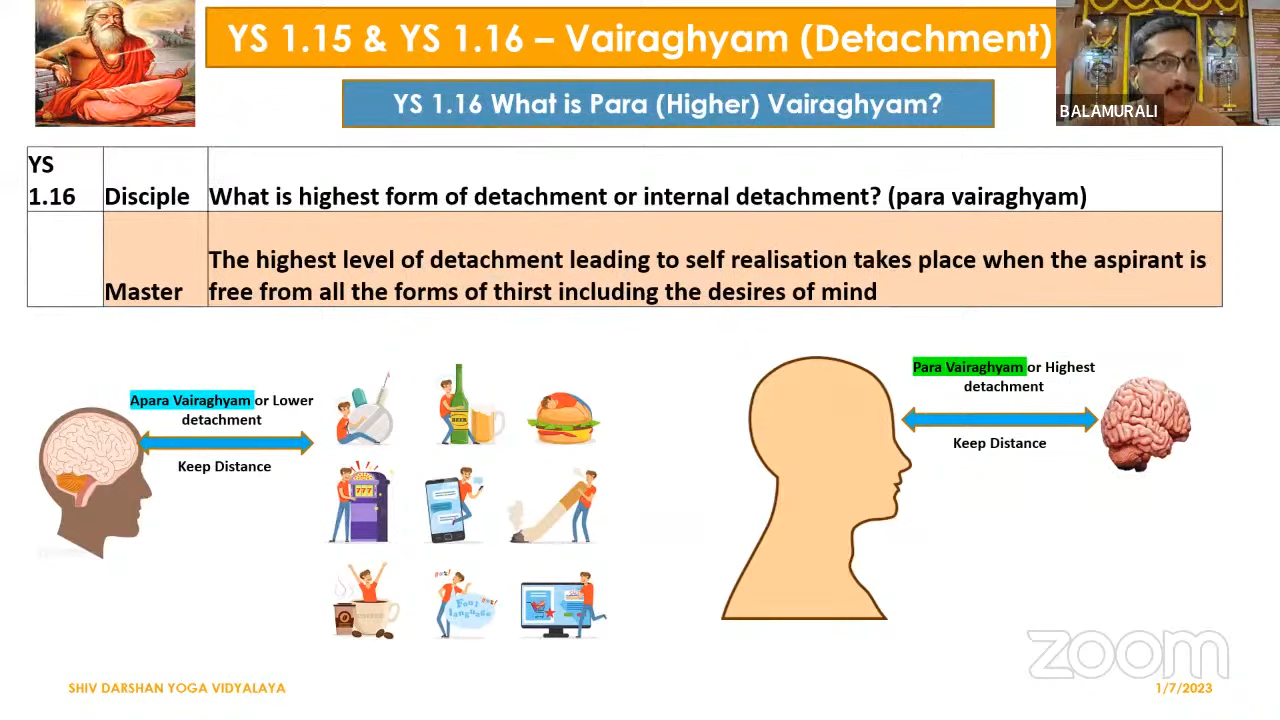 YS 1.15 & YS 1.16 – Vairaghyam (Detachment)
YS 1.16 What is Para (Higher) Vairaghyam?
BALAMURALI
YS
1.16 Disciple What is highest form of detachment or internal detachment? (para vairaghyam)
The highest level of detachment leading to self realisation takes place when the aspirant is
Master free from all the forms of thirst including the desires of mind
Apara Vairaghyam or Lower
detachment
Keep Distance
BEER
777
Foul
language
Para Vairaghyam or Highest
detachment
Keep Distance
zoom
SHIV DARSHAN YOGA VIDYALAYA
1/7/2023